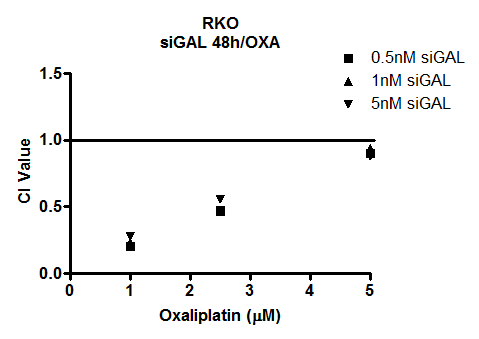 RKO
siGAL 48h/OXA
0.5nM siGAL
1nM siGAL
5nM siGAL
CI Value
1.5
1.0
0.5
0.0
0 1 2 3 4 5
Oxaliplatin (μM)